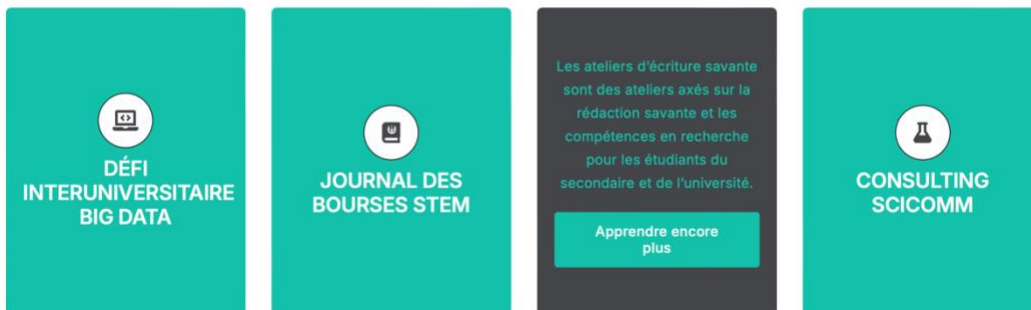 DÉFI
INTERUNIVERSITAIRE
BIG DATA
JOURNAL DES
BOURSES STEM
Les ateliers d'écriture savante
sont des ateliers axés sur la
rédaction savante et les
compétences en recherche
pour les étudiants du
secondaire et de l'université.
Apprendre encore
plus
CONSULTING
SCICOMM